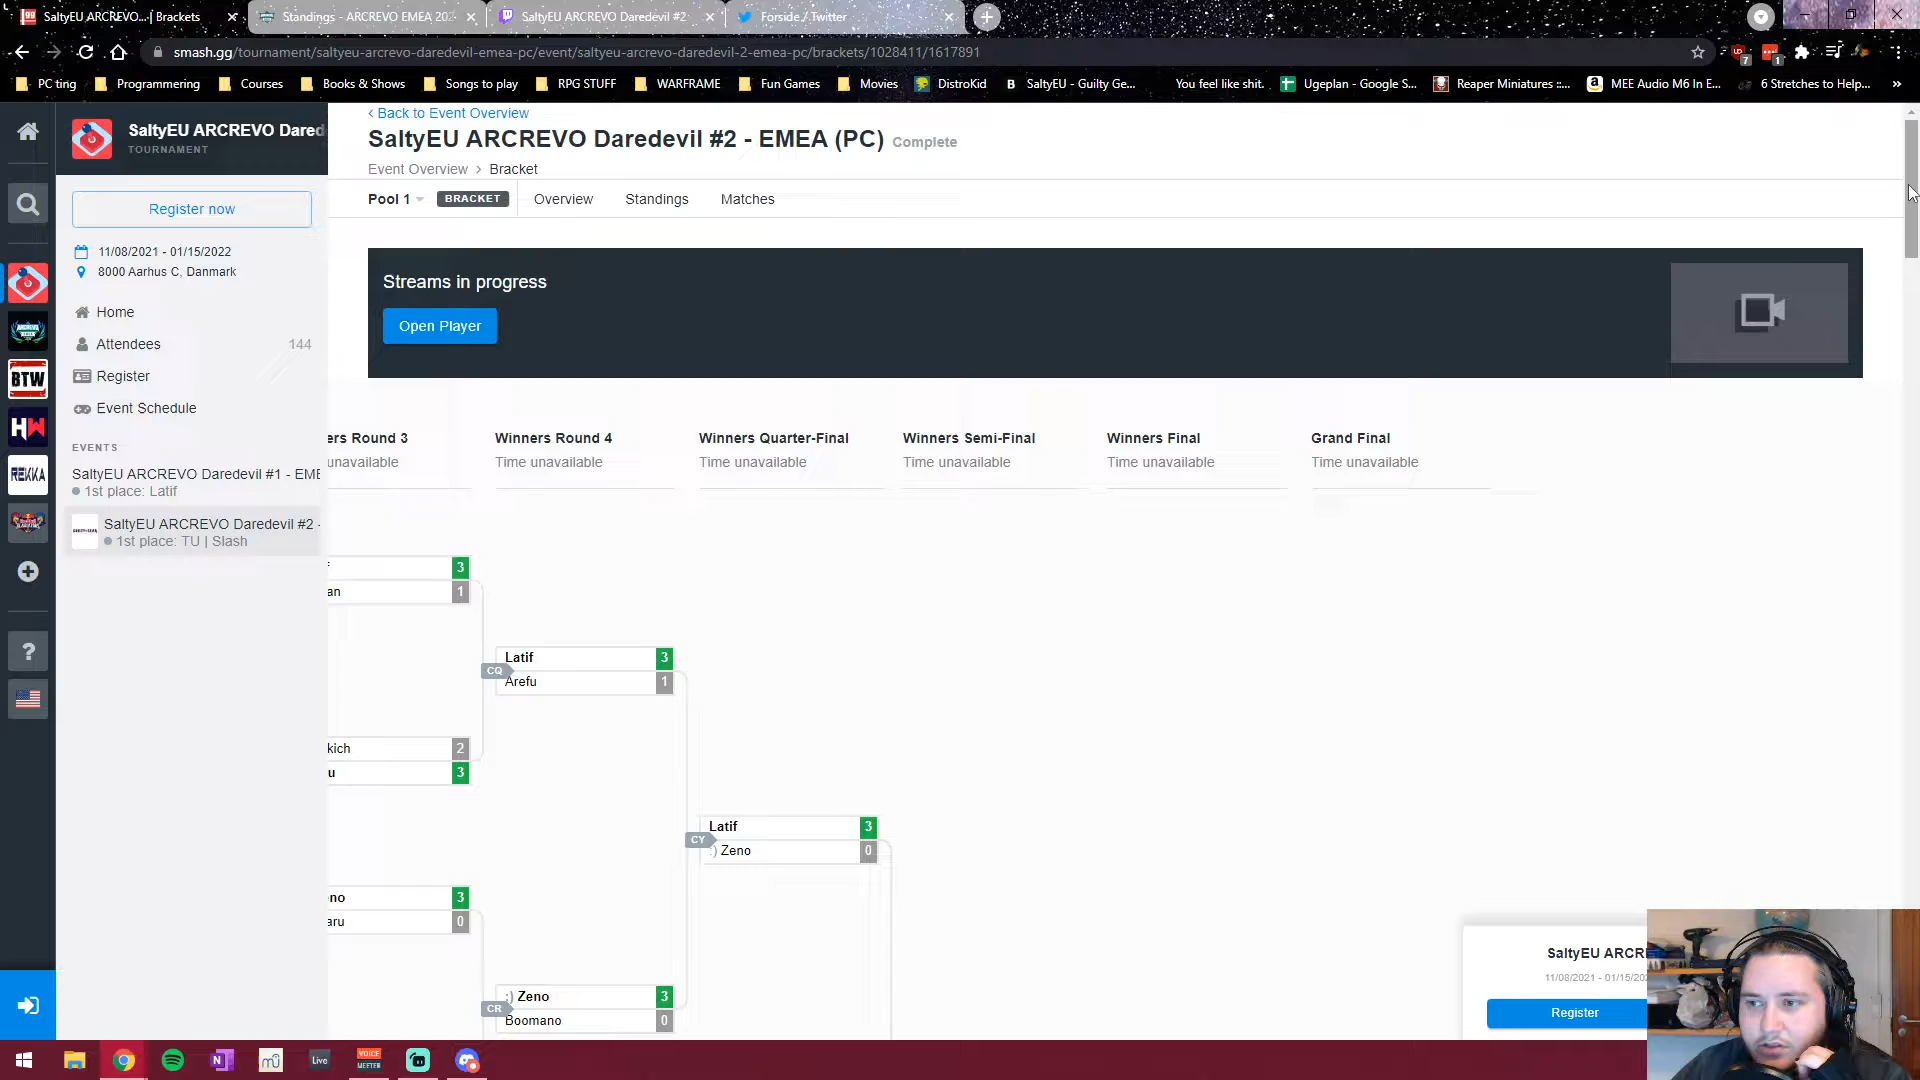 SaltyEU ARCREVO...| Brackets
Standings - ARCREVO EMEA 202
SaltyEU ARCREVO Daredevil #2
Forside / Twitter
smash.gg/tournament/saltyeu-arcrevo-daredevil-emea-pc/event/saltyeu-arcrevo-daredevil-2-emea-pc/brackets/1028411/1617891
7
1
PC ting
Programmering
Courses
Books & Shows
Songs to play
RPG STUFF
WARFRAME
Fun Games
Movies
DistroKid
B
SaltyEU - Guilty Ge...
You feel like shit.
Ugeplan - Google S...
Reaper Miniatures ::...
MEE Audio M6 In E...
6 Stretches to Help...
»
SaltyEU ARCREVO Dared
TOURNAMENT
Register now
11/08/2021 - 01/15/2022
8000 Aarhus C, Danmark
Home
Attendees 144
Register
Event Schedule
EVENTS
SaltyEU ARCREVO Daredevil #1 - EME
1st place: Latif
SaltyEU ARCREVO Daredevil #2 -
1st place: TU | Slash
BTW
HW
REKKA
?
‹ Back to Event Overview
SaltyEU ARCREVO Daredevil #2 - EMEA (PC) Complete
Event Overview › Bracket
Pool 1 BRACKET Overview Standings Matches
Streams in progress
Open Player
ers Round 3
unavailable
Winners Round 4
Time unavailable
Winners Quarter-Final
Time unavailable
Winners Semi-Final
Time unavailable
Winners Final
Time unavailable
Grand Final
Time unavailable
3
an 1
CQ
Latif 3
Arefu 1
kich 2
u 3
CY
Latif 3
:) Zeno 0
no 3
aru 0
CR
:) Zeno 3
Boomano 0
SaltyEU ARCRE
11/08/2021 - 01/15/202
Register
Live
VOICE
MEETER